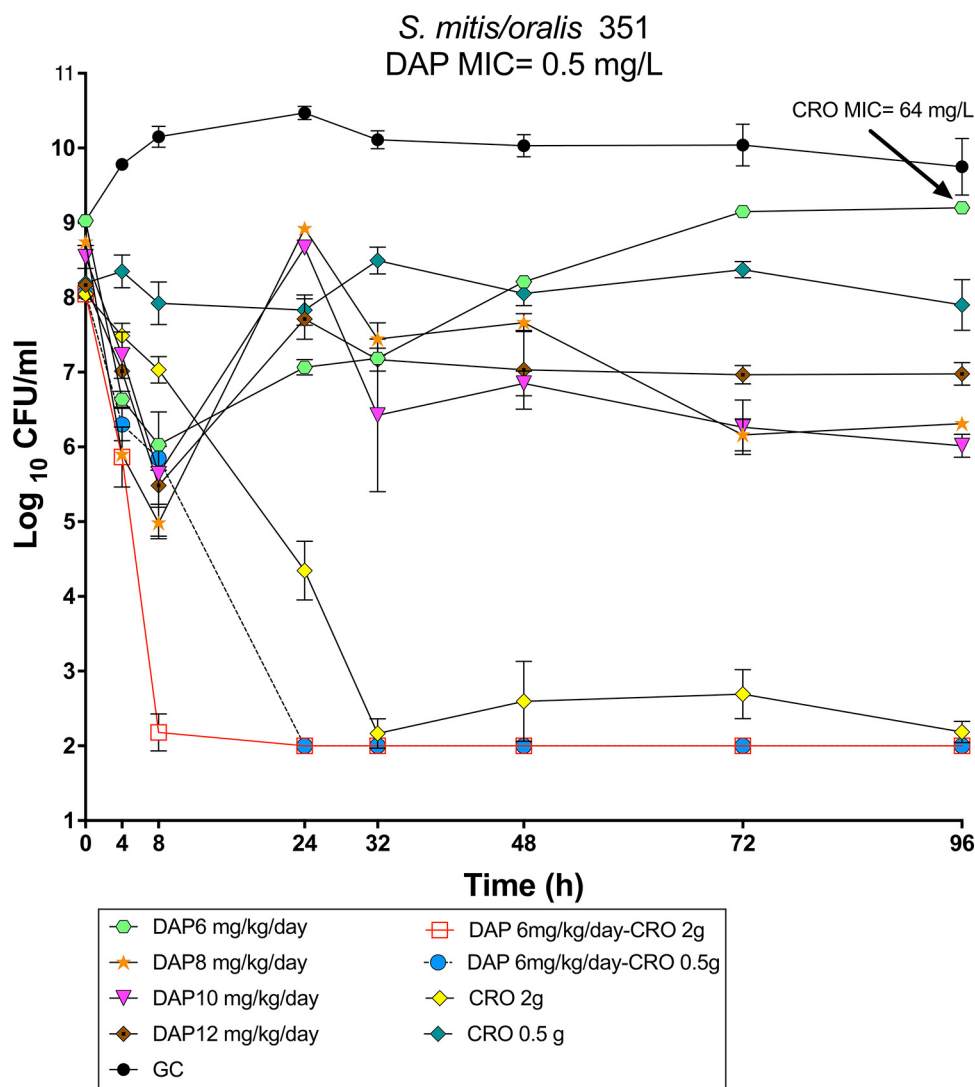 S. mitis/oralis 351
DAP MIC= 0.5 mg/L
11
10
9
8
7
6
5
4
3
2
1
Log 10 CFU/ml
CRO MIC= 64 mg/L
0 4 8 24 32 48 72 96
Time (h)
DAP6 mg/kg/day
DAP8 mg/kg/day
DAP10 mg/kg/day
DAP12 mg/kg/day
GC
DAP 6mg/kg/day-CRO 2g
DAP 6mg/kg/day-CRO 0.5g
CRO 2g
CRO 0.5 g